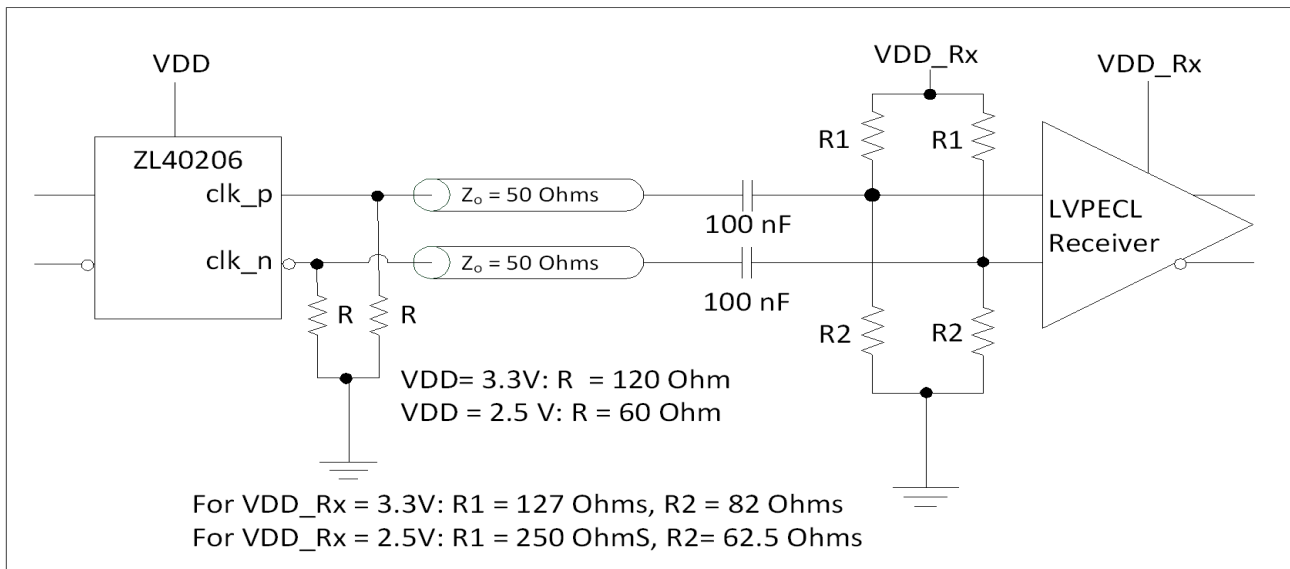 VDD
VDD_Rx
VDD_Rx
ZL40206
R1
R1
clk_p
Zₒ = 50 Ohms
100 nF
LVPECL
Receiver
clk_n
Zₒ = 50 Ohms
100 nF
R
R
R2
R2
VDD= 3.3V: R = 120 Ohm
VDD = 2.5 V: R = 60 Ohm
For VDD_Rx = 3.3V: R1 = 127 Ohms, R2 = 82 Ohms
For VDD_Rx = 2.5V: R1 = 250 OhmS, R2= 62.5 Ohms